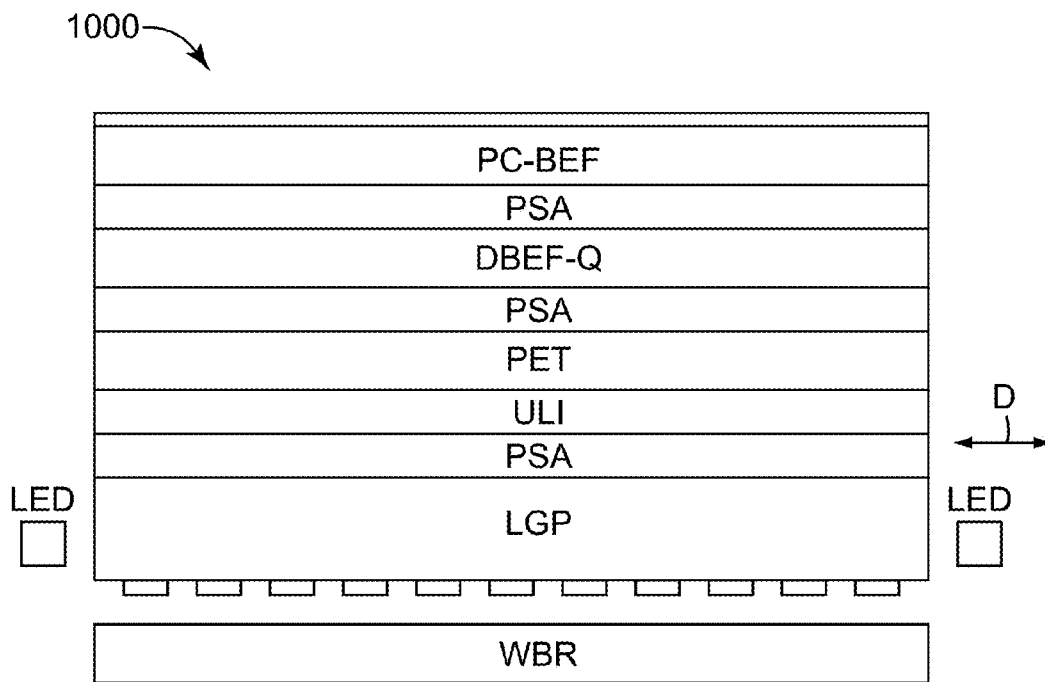 1000
PC-BEF
PSA
DBEF-Q
PSA
PET
ULI
D
PSA
LED
LED
LGP
WBR